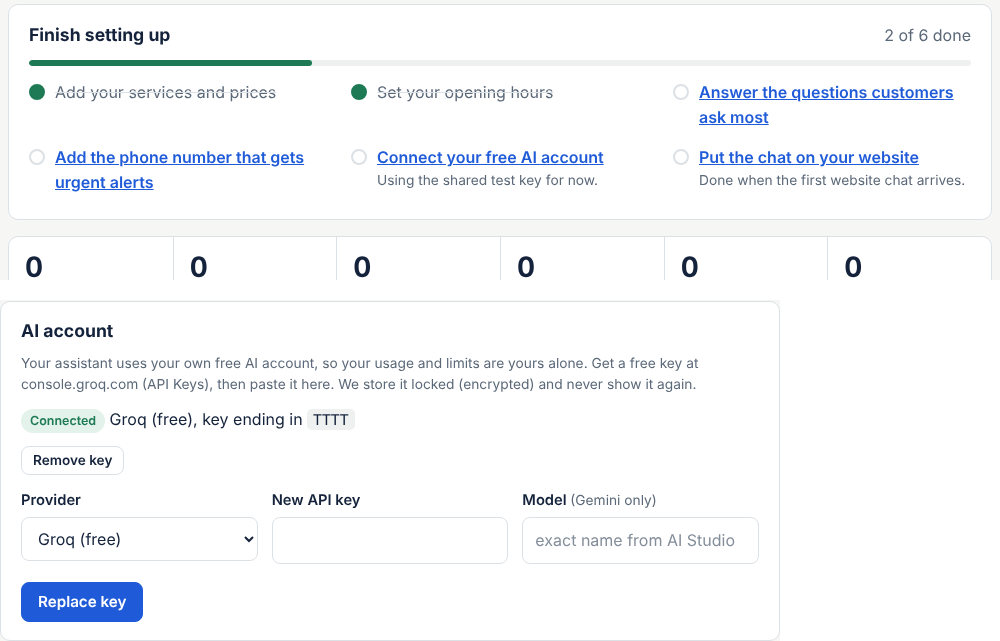 Finish setting up
2 of 6 done
Add your services and prices
Set your opening hours
Answer the questions customers
ask most
Add the phone number that gets
urgent alerts
Connect your free AI account
Using the shared test key for now.
Put the chat on your website
Done when the first website chat arrives.
0 0 0 0 0 0
AI account
Your assistant uses your own free AI account, so your usage and limits are yours alone. Get a free key at
console.groq.com (API Keys), then paste it here. We store it locked (encrypted) and never show it again.
Connected Groq (free), key ending in TTTT
Remove key
Provider
New API key
Model (Gemini only)
Groq (free)
exact name from AI Studio
Replace key